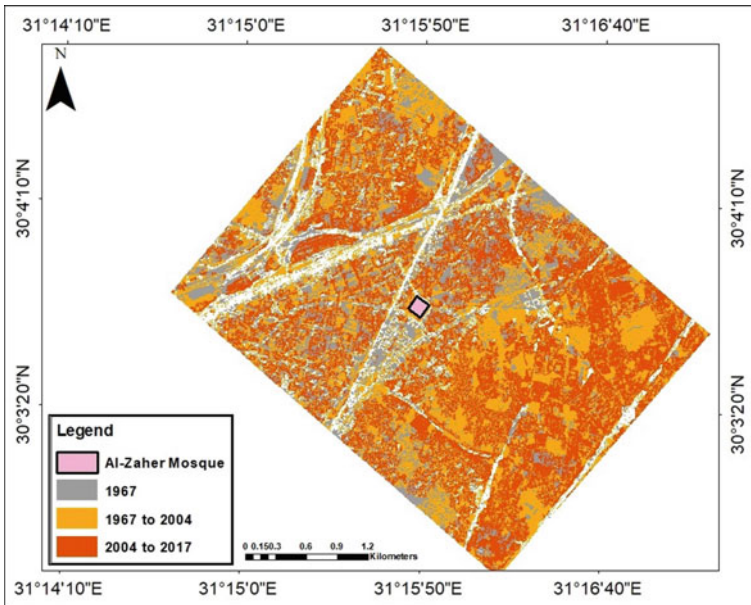 31°14'10"E 31°15'0"E 31°15'50"E 31°16'40"E
N
30°4'10"N 30°4'10"N
30°3'20"N 30°3'20"N
Legend
Al-Zaher Mosque
1967
1967 to 2004
2004 to 2017
0 0.150.3 0.6 0.9 1.2
Kilometers
31°14'10"E 31°15'0"E 31°15'50"E 31°16'40"E